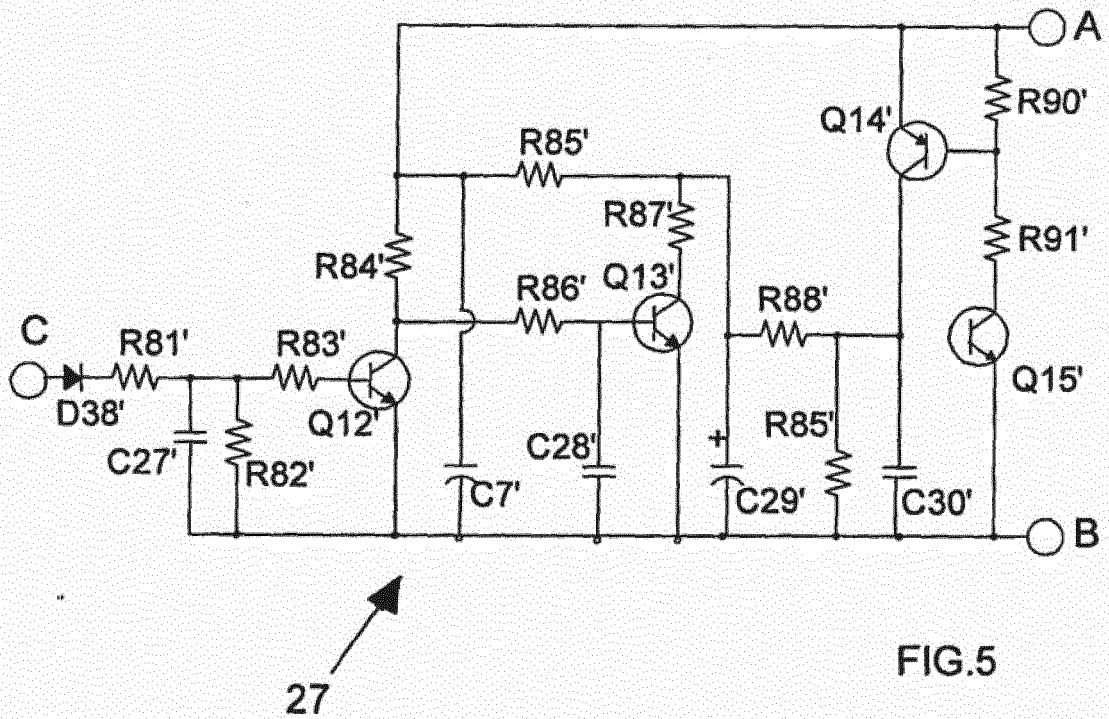 A
R90'
Q14'
R85'
R87'
R91'
R84'
R86'
Q13'
R88'
C
R81'
R83'
D38'
Q12'
Q15'
C27'
R82'
C28'
R85'
+
C7'
C29'
C30'
B
27
FIG.5